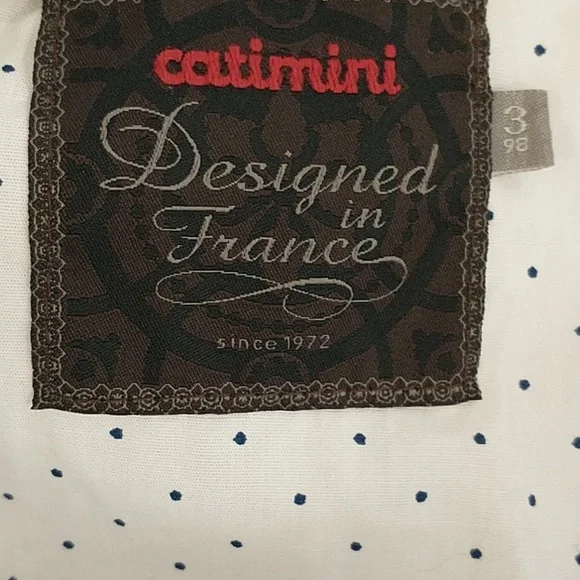 catimini
Designed
in
France
since 1972
3
98